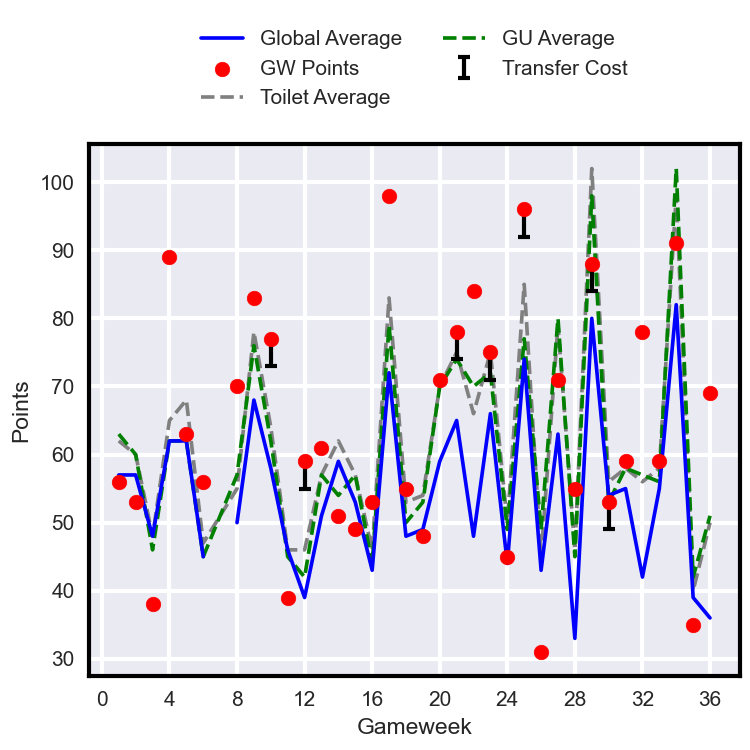 Global Average
GW Points
Toilet Average
GU Average
Transfer Cost
100
90
80
70
60
50
40
30
Points
0 4 8 12 16 20 24 28 32 36
Gameweek